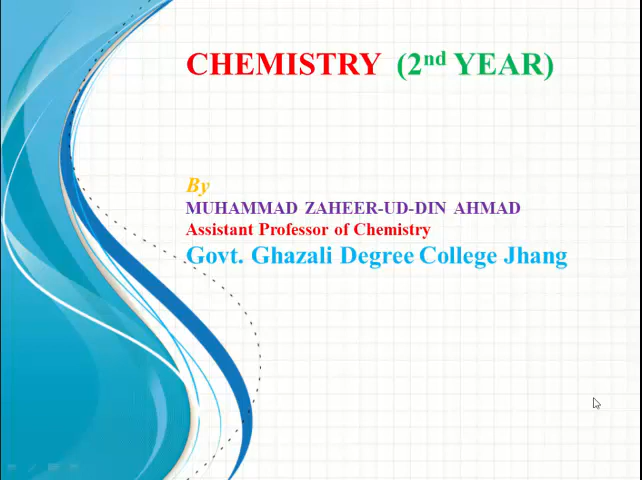 CHEMISTRY (2nd YEAR)
By
MUHAMMAD ZAHEER-UD-DIN AHMAD
Assistant Professor of Chemistry
Govt. Ghazali Degree College Jhang